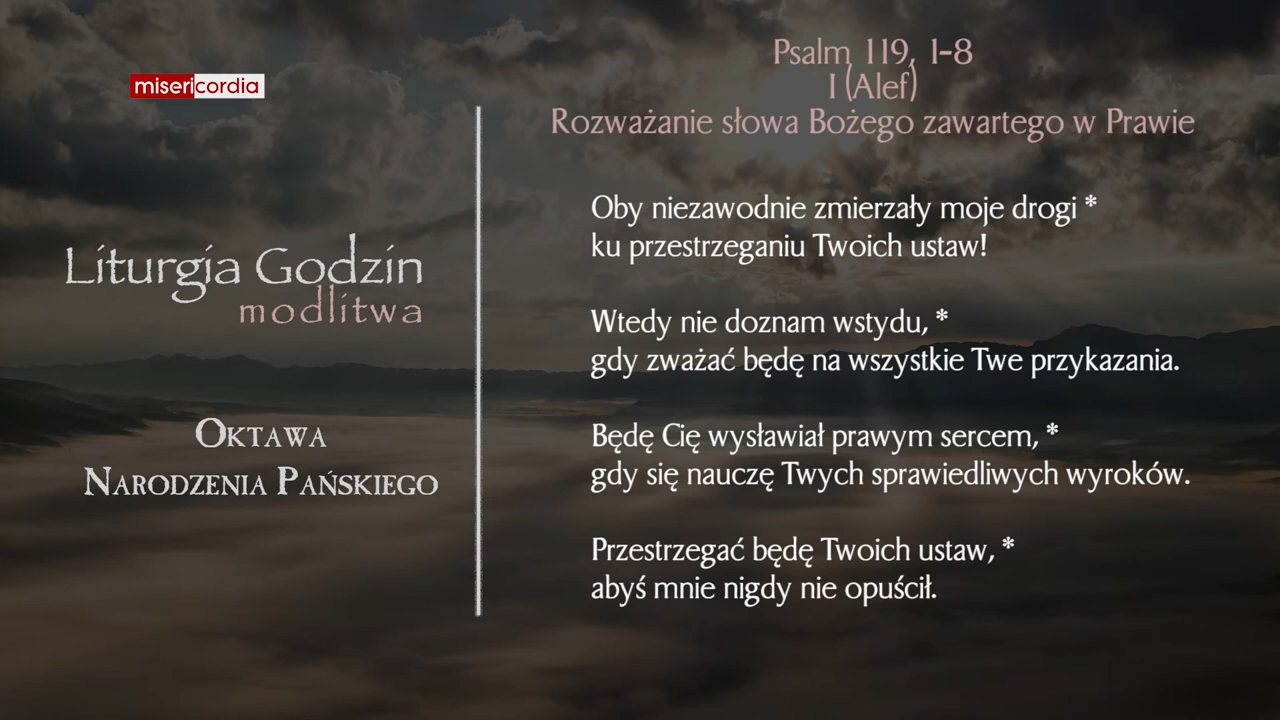 misericordia
Liturgia Godzin
modlitwa
Oktawa
Narodzenia Pańskiego
Psalm 119, 1-8
I (Alef)
Rozważanie słowa Bożego zawartego w Prawie
Oby niezawodnie zmierzały moje drogi *
ku przestrzeganiu Twoich ustaw!
Wtedy nie doznam wstydu, *
gdy zważać będę na wszystkie Twe przykazania.
Będę Cię wysławiał prawym sercem, *
gdy się nauczę Twych sprawiedliwych wyroków.
Przestrzegać będę Twoich ustaw, *
abyś mnie nigdy nie opuścił.